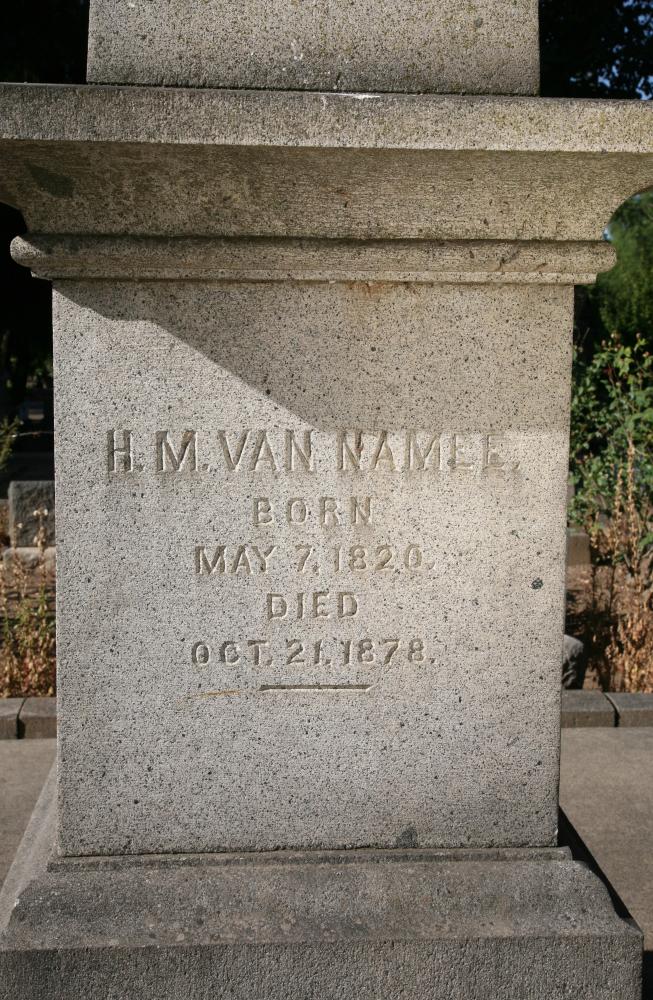 H. M. VAN NAMEE.
BORN
MAY 7, 1820.
DIED
OCT. 21, 1878.